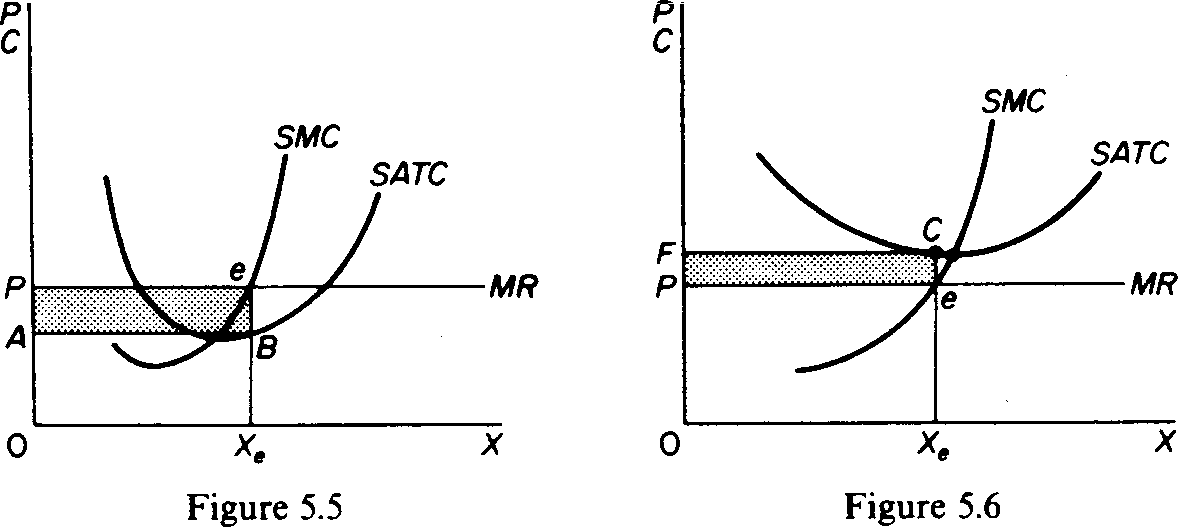 P
C
SMC
SATC
e
P
MR
A
B
O
Xe
X
Figure 5.5
P
C
SMC
SATC
C
F
P
e
MR
O
Xe
X
Figure 5.6